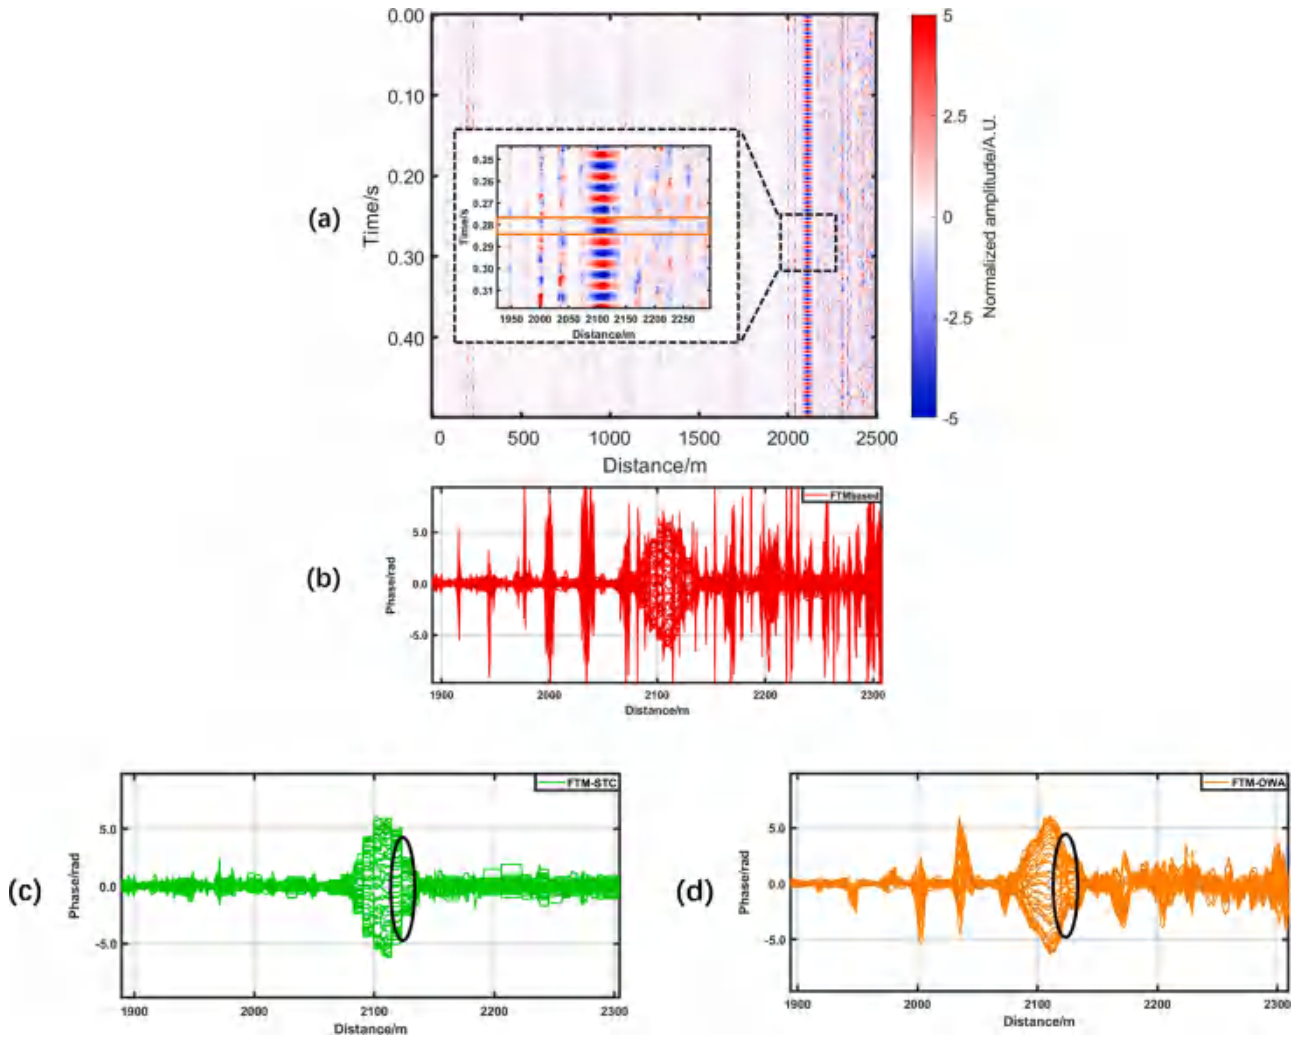 (a)
Time/s
0.00
0.10
0.20
0.30
0.40
0 500 1000 1500 2000 2500
Distance/m
Time/s
0.25
0.26
0.27
0.28
0.29
0.30
0.31
1950 2000 2050 2100 2150 2200 2250
Distance/m
5
2.5
0
-2.5
-5
Normalized amplitude/A.U.
(b)
FTMbased
Phase/rad
5.0
0.0
-5.0
1900 2000 2100 2200 2300
Distance/m
(c)
FTM-STC
Phase/rad
5.0
0.0
-5.0
1900 2000 2100 2200 2300
Distance/m
(d)
FTM-OWA
Phase/rad
5.0
0.0
-5.0
1900 2000 2100 2200 2300
Distance/m